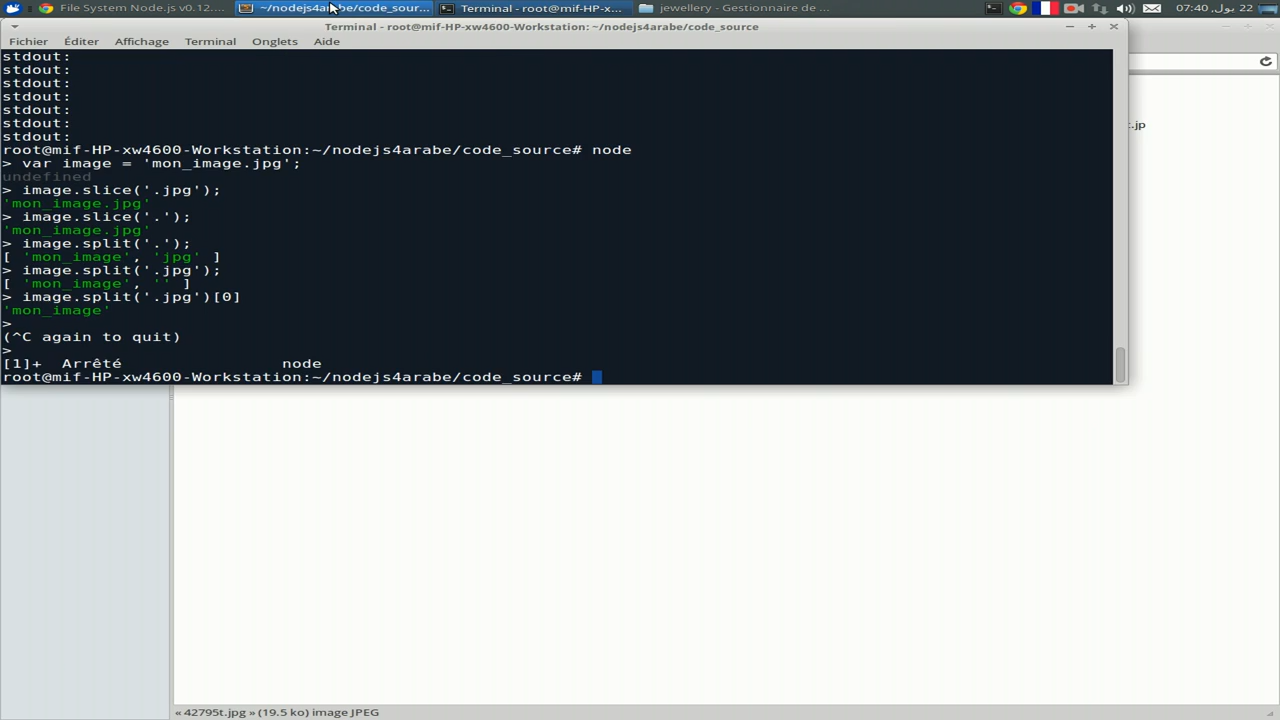 File System Node.js v0.12....
~/nodejs4arabe/code_sour...
Terminal - root@mif-HP-xw4600-W...
jewellery - Gestionnaire de ...
07:40 ,بول 22
Terminal - root@mif-HP-xw4600-Workstation: ~/nodejs4arabe/code_source
Fichier Éditer Affichage Terminal Onglets Aide
stdout:
stdout:
stdout:
stdout:
stdout:
stdout:
stdout:
root@mif-HP-xw4600-Workstation:~/nodejs4arabe/code_source# node
> var image = 'mon_image.jpg';
undefined
> image.slice('.jpg');
'mon_image.jpg'
> image.slice('.');
'mon_image.jpg'
> image.split('.');
[ 'mon_image', 'jpg' ]
> image.split('.jpg');
[ 'mon_image', '' ]
> image.split('.jpg')[0]
'mon_image'
>
(^C again to quit)
>
[1]+ Arrêté node
root@mif-HP-xw4600-Workstation:~/nodejs4arabe/code_source#
t.jp
« 42795t.jpg » (19.5 ko) image JPEG